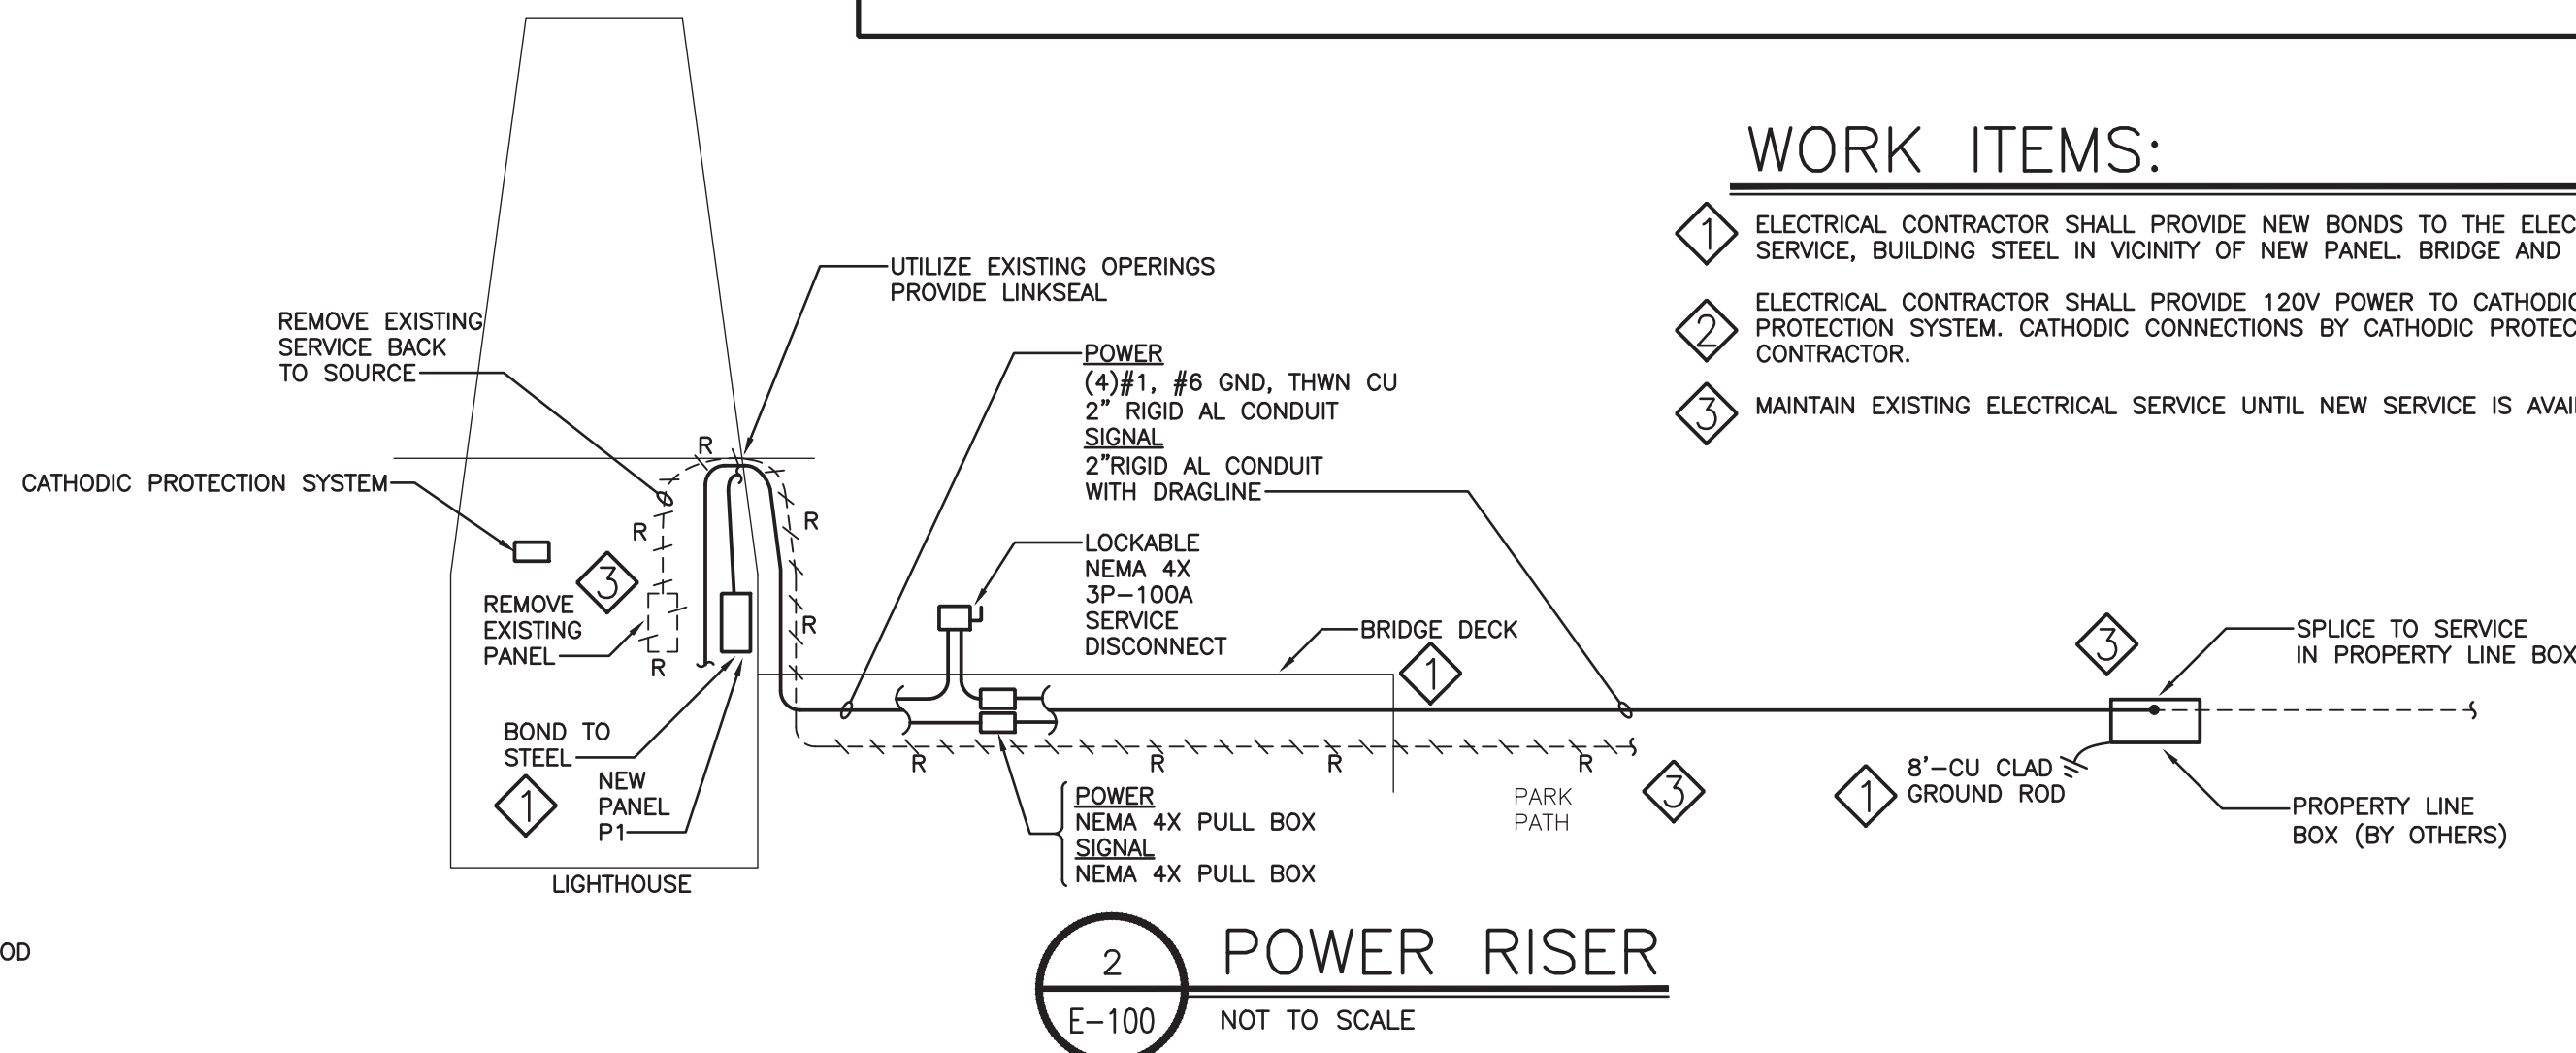 WORK ITEMS:
1
ELECTRICAL CONTRACTOR SHALL PROVIDE NEW BONDS TO THE ELEC
SERVICE, BUILDING STEEL IN VICINITY OF NEW PANEL. BRIDGE AND
2
ELECTRICAL CONTRACTOR SHALL PROVIDE 120V POWER TO CATHODIC
PROTECTION SYSTEM. CATHODIC CONNECTIONS BY CATHODIC PROTEC
CONTRACTOR.
3
MAINTAIN EXISTING ELECTRICAL SERVICE UNTIL NEW SERVICE IS AVAI
UTILIZE EXISTING OPERINGS
PROVIDE LINKSEAL
REMOVE EXISTING
SERVICE BACK
TO SOURCE
CATHODIC PROTECTION SYSTEM
POWER
(4)#1, #6 GND, THWN CU
2" RIGID AL CONDUIT
SIGNAL
2"RIGID AL CONDUIT
WITH DRAGLINE
LOCKABLE
NEMA 4X
3P-100A
SERVICE
DISCONNECT
R
R
R
R
R
3
REMOVE
EXISTING
PANEL
BRIDGE DECK
1
3
SPLICE TO SERVICE
IN PROPERTY LINE BOX
BOND TO
STEEL
1
NEW
PANEL
P1
LIGHTHOUSE
R
R
R
R
POWER
NEMA 4X PULL BOX
SIGNAL
NEMA 4X PULL BOX
PARK
PATH
3
1
8'-CU CLAD
GROUND ROD
PROPERTY LINE
BOX (BY OTHERS)
OD
2
E-100
POWER RISER
NOT TO SCALE